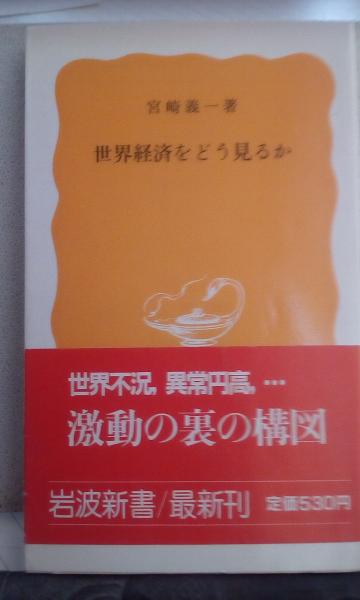 宮崎義一著
世界経済をどう見るか
世界不況, 異常円高, …
激動の裏の構図
岩波新書/最新刊 定価530円